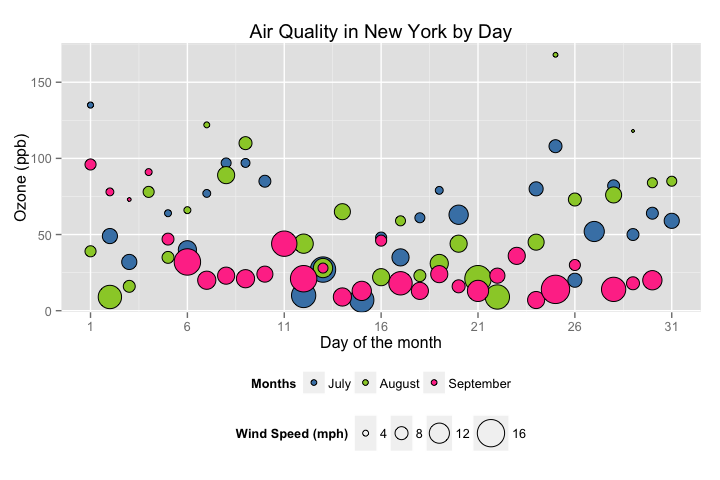 Air Quality in New York by Day
Ozone (ppb)
150
100
50
0
1 6 11 16 21 26 31
Day of the month
Months July August September
Wind Speed (mph) 4 8 12 16